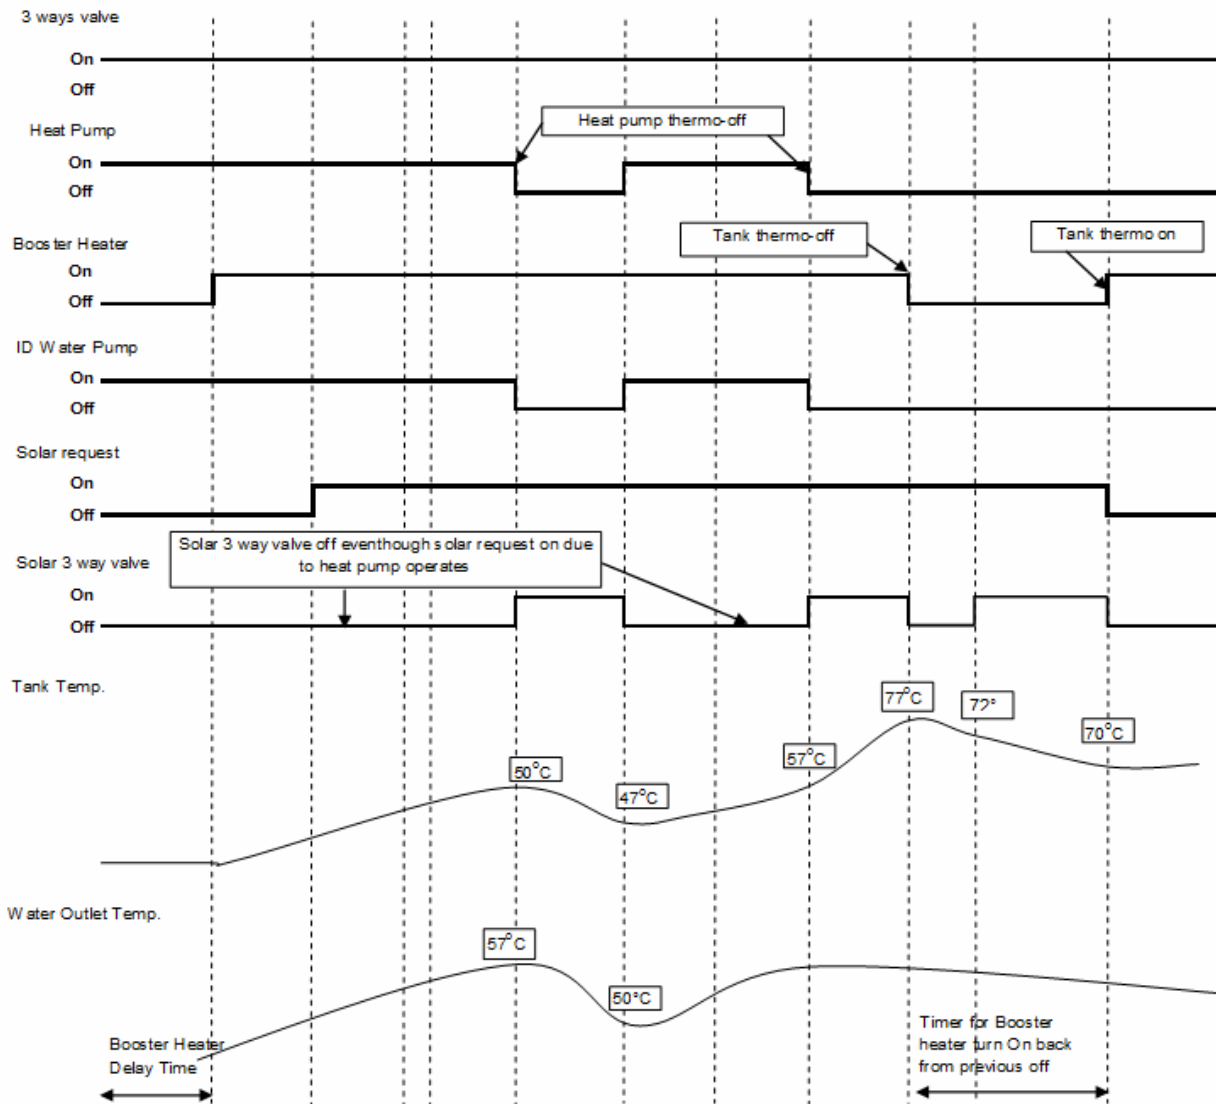 3 ways valve
On
Off
Heat Pump
Heat pump thermo-off
On
Off
Booster Heater
Tank thermo-off
Tank thermo on
On
Off
ID Water Pump
On
Off
Solar request
On
Off
Solar 3 way valve off eventhough solar request on due
to heat pump operates
Solar 3 way valve
On
Off
Tank Temp.
77°C
72°
70°C
57°C
50°C
47°C
Water Outlet Temp.
57°C
50°C
Booster Heater
Delay Time
Timer for Booster
heater turn On back
from previous off